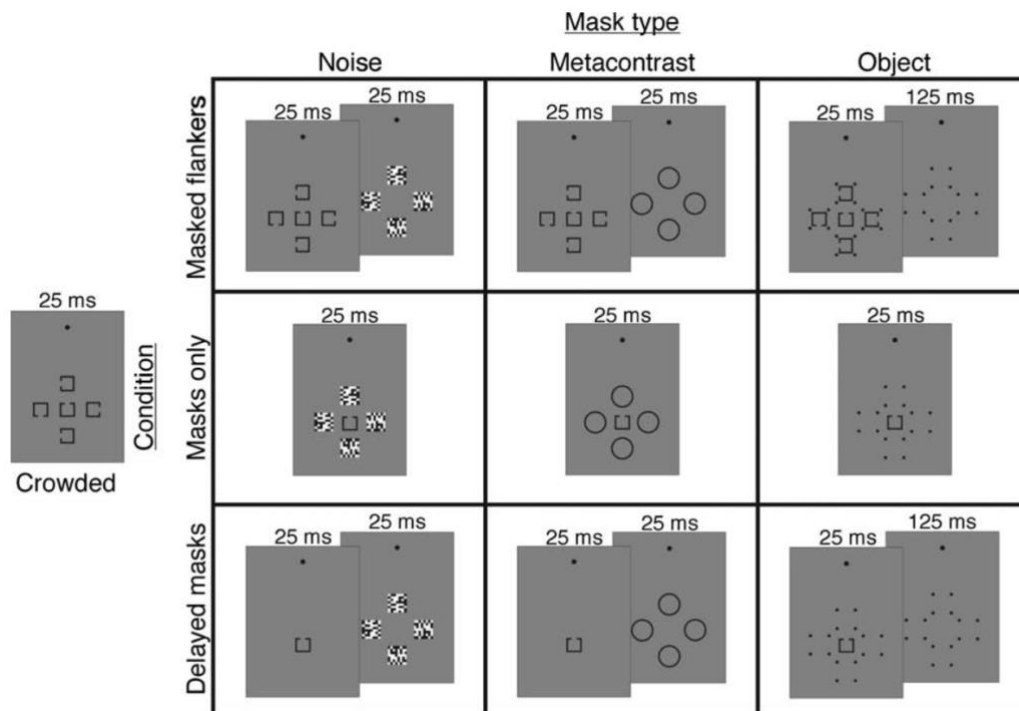 Mask type
Noise Metacontrast Object
Masked flankers
25 ms 25 ms
25 ms 25 ms
25 ms 125 ms
25 ms
Crowded
Condition
Masks only
25 ms
25 ms
25 ms
Delayed masks
25 ms 25 ms
25 ms 25 ms
25 ms 125 ms